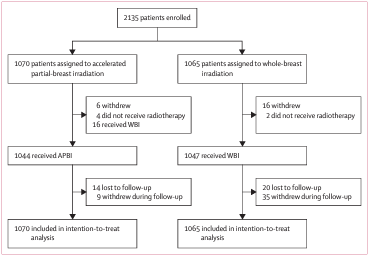 2135 patients enrolled
1070 patients assigned to accelerated
partial-breast irradiation
1065 patients assigned to whole-breast
irradiation
6 withdrew
4 did not receive radiotherapy
16 received WBI
16 withdrew
2 did not receive radiotherapy
1044 received APBI
1047 received WBI
14 lost to follow-up
9 withdrew during follow-up
20 lost to follow-up
35 withdrew during follow-up
1070 included in intention-to-treat
analysis
1065 included in intention-to-treat
analysis